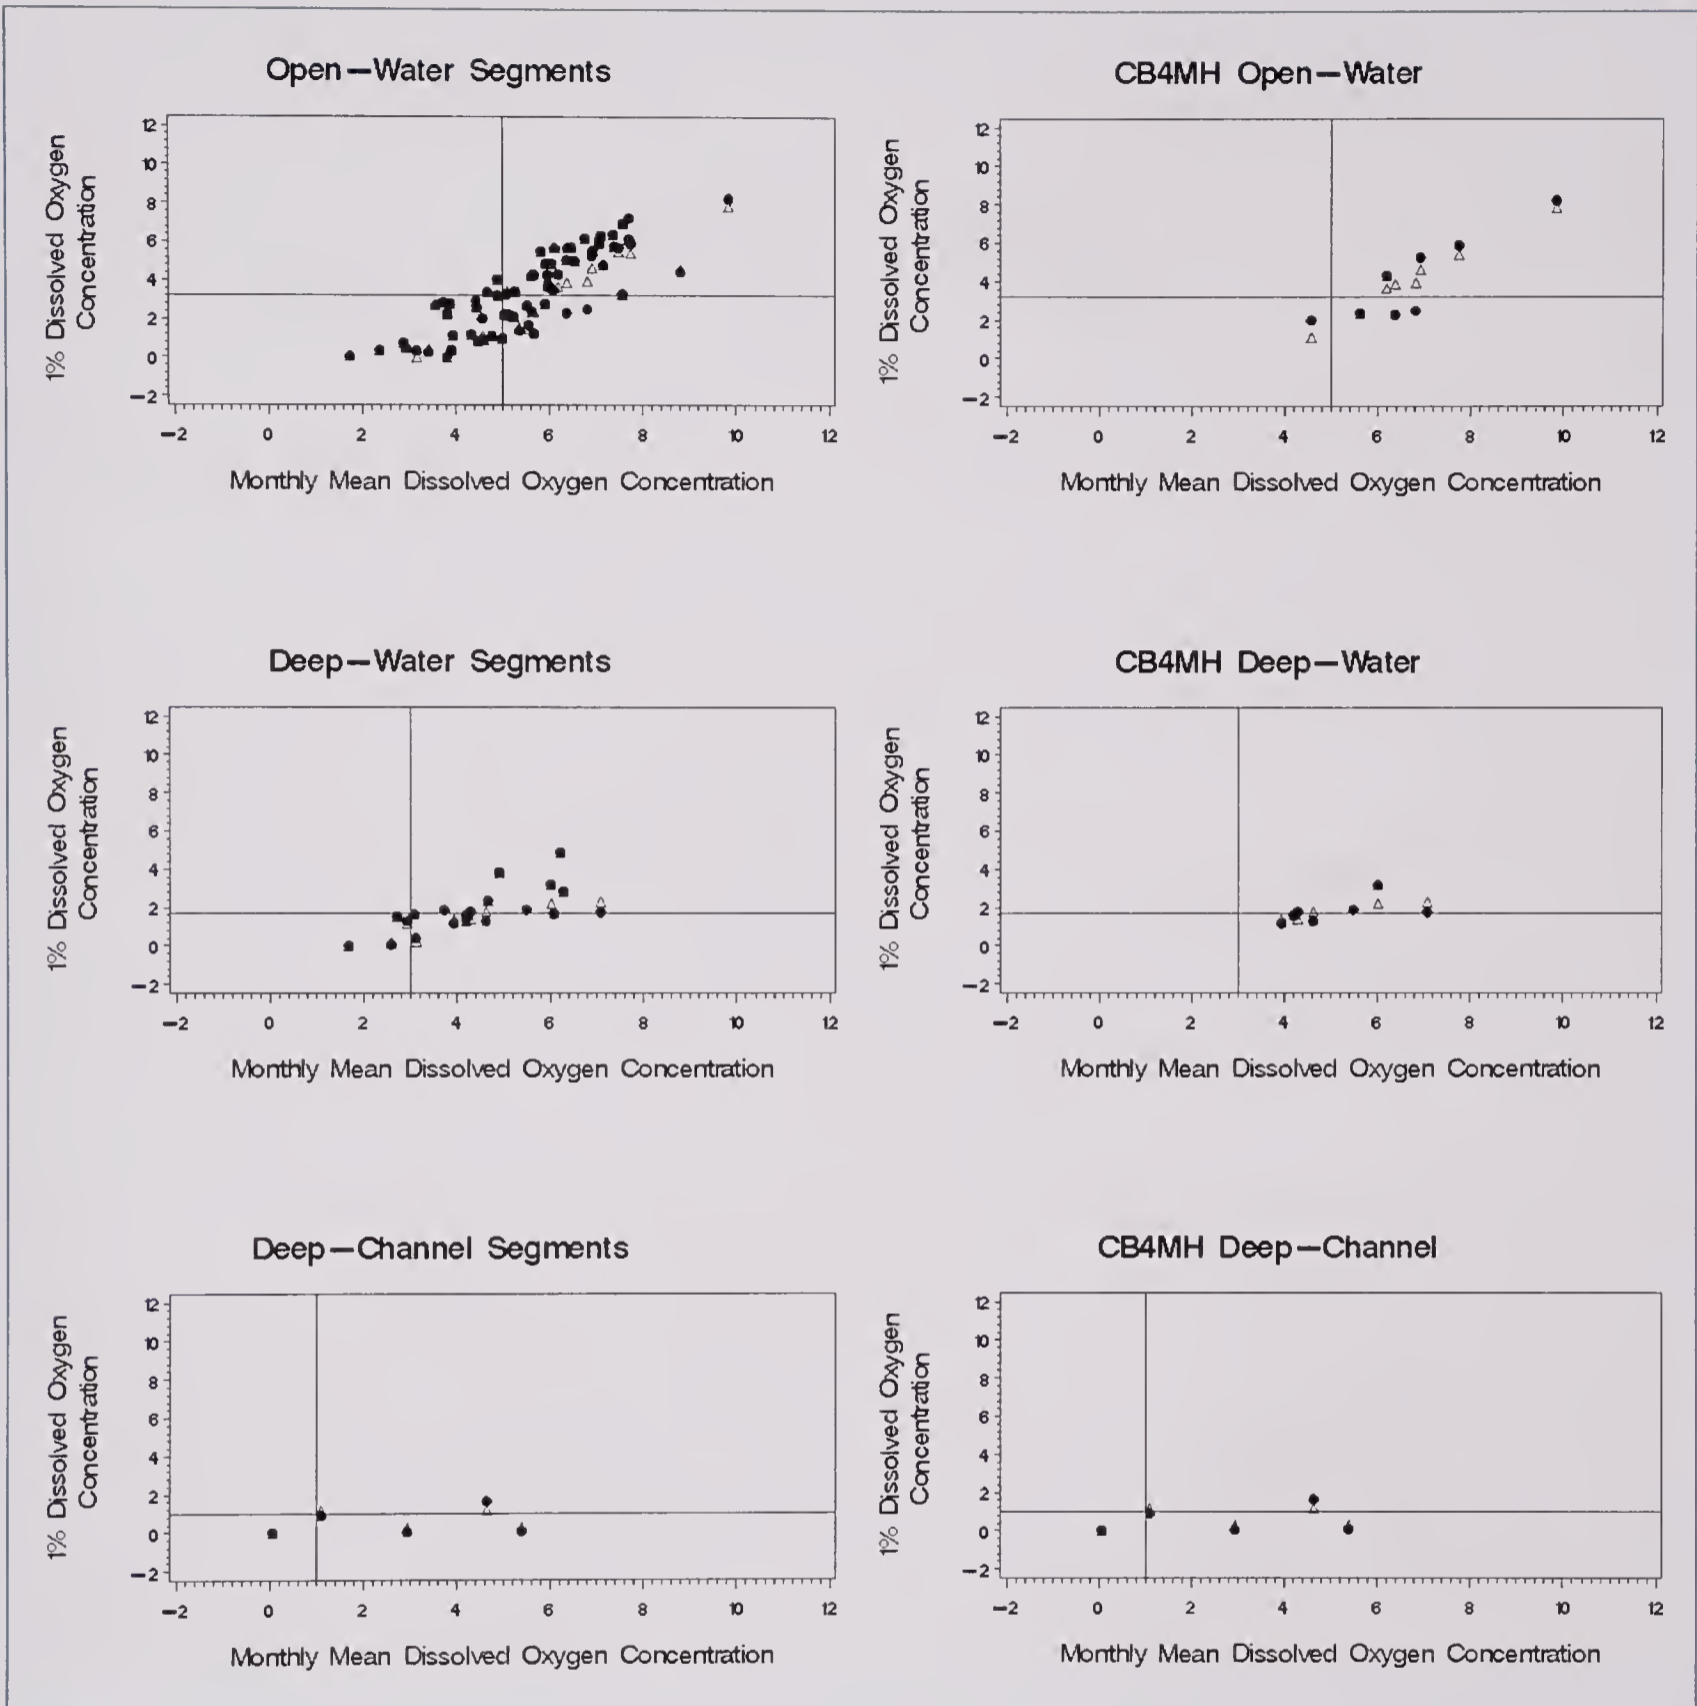 Open—Water Segments
1% Dissolved Oxygen
Concentration
12
10
8
6
4
2
0
—2
—2 0 2 4 6 8 10 12
Monthly Mean Dissolved Oxygen Concentration
CB4MH Open—Water
1% Dissolved Oxygen
Concentration
12
10
8
6
4
2
0
—2
—2 0 2 4 6 8 10 12
Monthly Mean Dissolved Oxygen Concentration
Deep—Water Segments
1% Dissolved Oxygen
Concentration
12
10
8
6
4
2
0
—2
—2 0 2 4 6 8 10 12
Monthly Mean Dissolved Oxygen Concentration
CB4MH Deep—Water
1% Dissolved Oxygen
Concentration
12
10
8
6
4
2
0
—2
—2 0 2 4 6 8 10 12
Monthly Mean Dissolved Oxygen Concentration
Deep—Channel Segments
1% Dissolved Oxygen
Concentration
12
10
8
6
4
2
0
—2
—2 0 2 4 6 8 10 12
Monthly Mean Dissolved Oxygen Concentration
CB4MH Deep—Channel
1% Dissolved Oxygen
Concentration
12
10
8
6
4
2
0
—2
—2 0 2 4 6 8 10 12
Monthly Mean Dissolved Oxygen Concentration